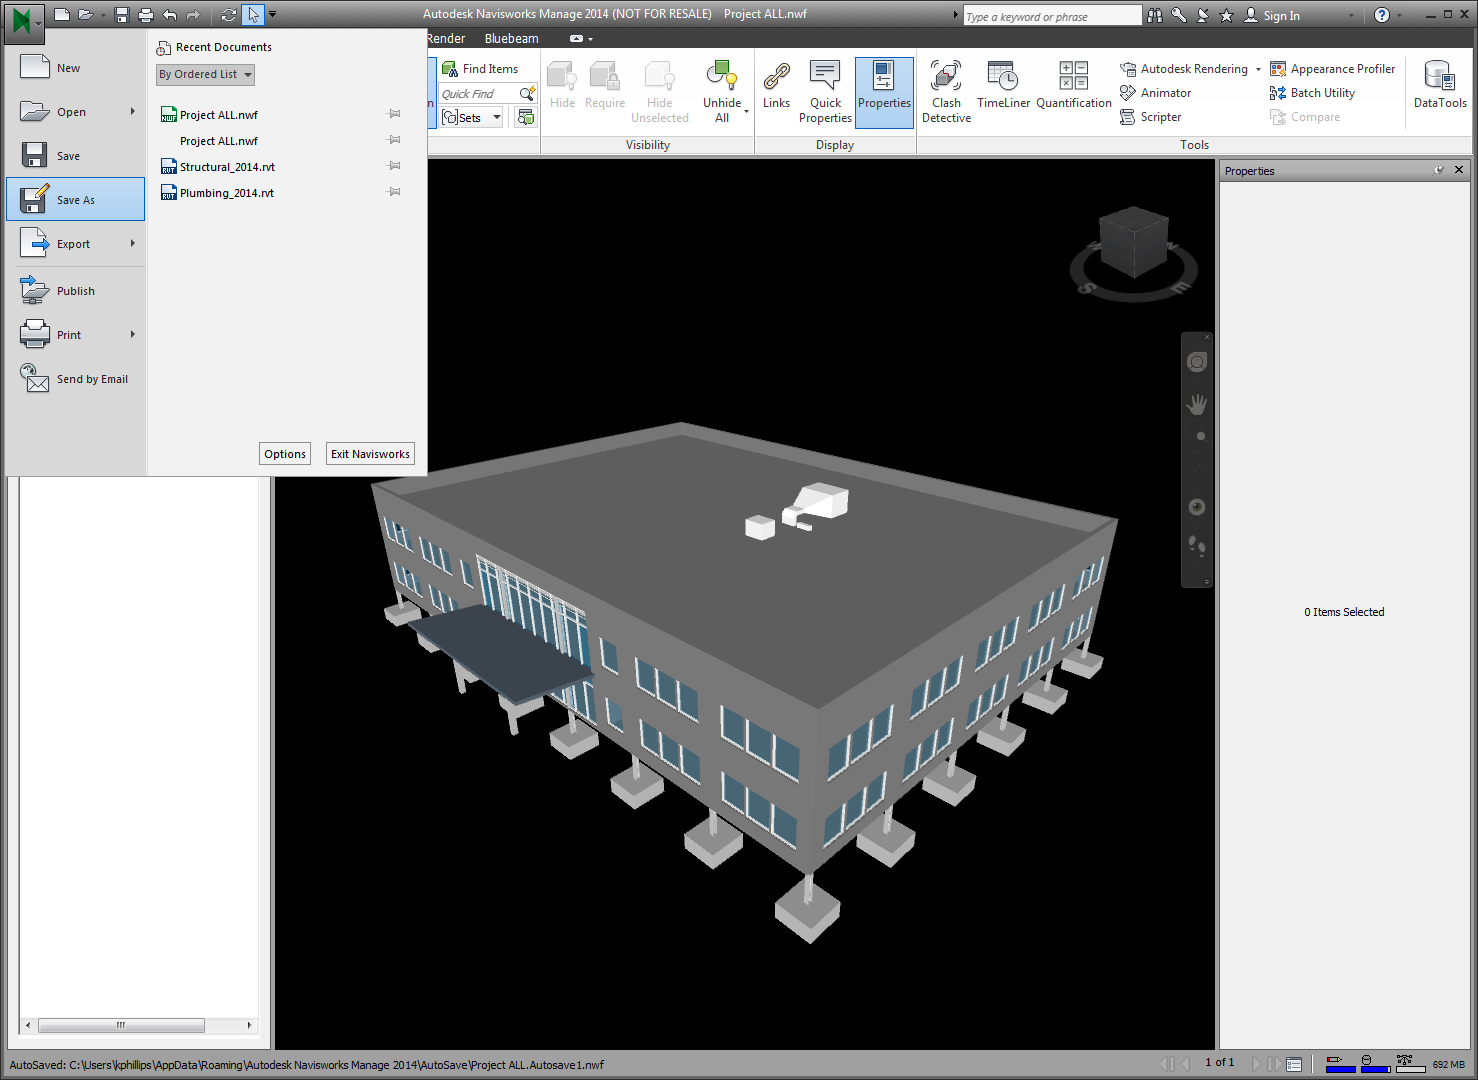 Autodesk Navisworks Manage 2014 (NOT FOR RESALE) Project ALL.nwf
Type a keyword or phrase
Sign In
Render
Bluebeam
New
Open
Save
Save As
Export
Publish
Print
Send by Email
Recent Documents
By Ordered List
Project ALL.nwf
Project ALL.nwf
Structural_2014.rvt
Plumbing_2014.rvt
Options
Exit Navisworks
Find Items
Quick Find
Sets
Hide
Require
Hide
Unselected
Unhide
All
Visibility
Links
Quick
Properties
Properties
Display
Clash
Detective
TimeLiner
Quantification
Autodesk Rendering
Animator
Scripter
Appearance Profiler
Batch Utility
Compare
Tools
DataTools
Properties
S
E
0 Items Selected
AutoSaved: C:\Users\kphillips\AppData\Roaming\Autodesk Navisworks Manage 2014\AutoSave\Project ALL.Autosave1.nwf
1 of 1
692 MB